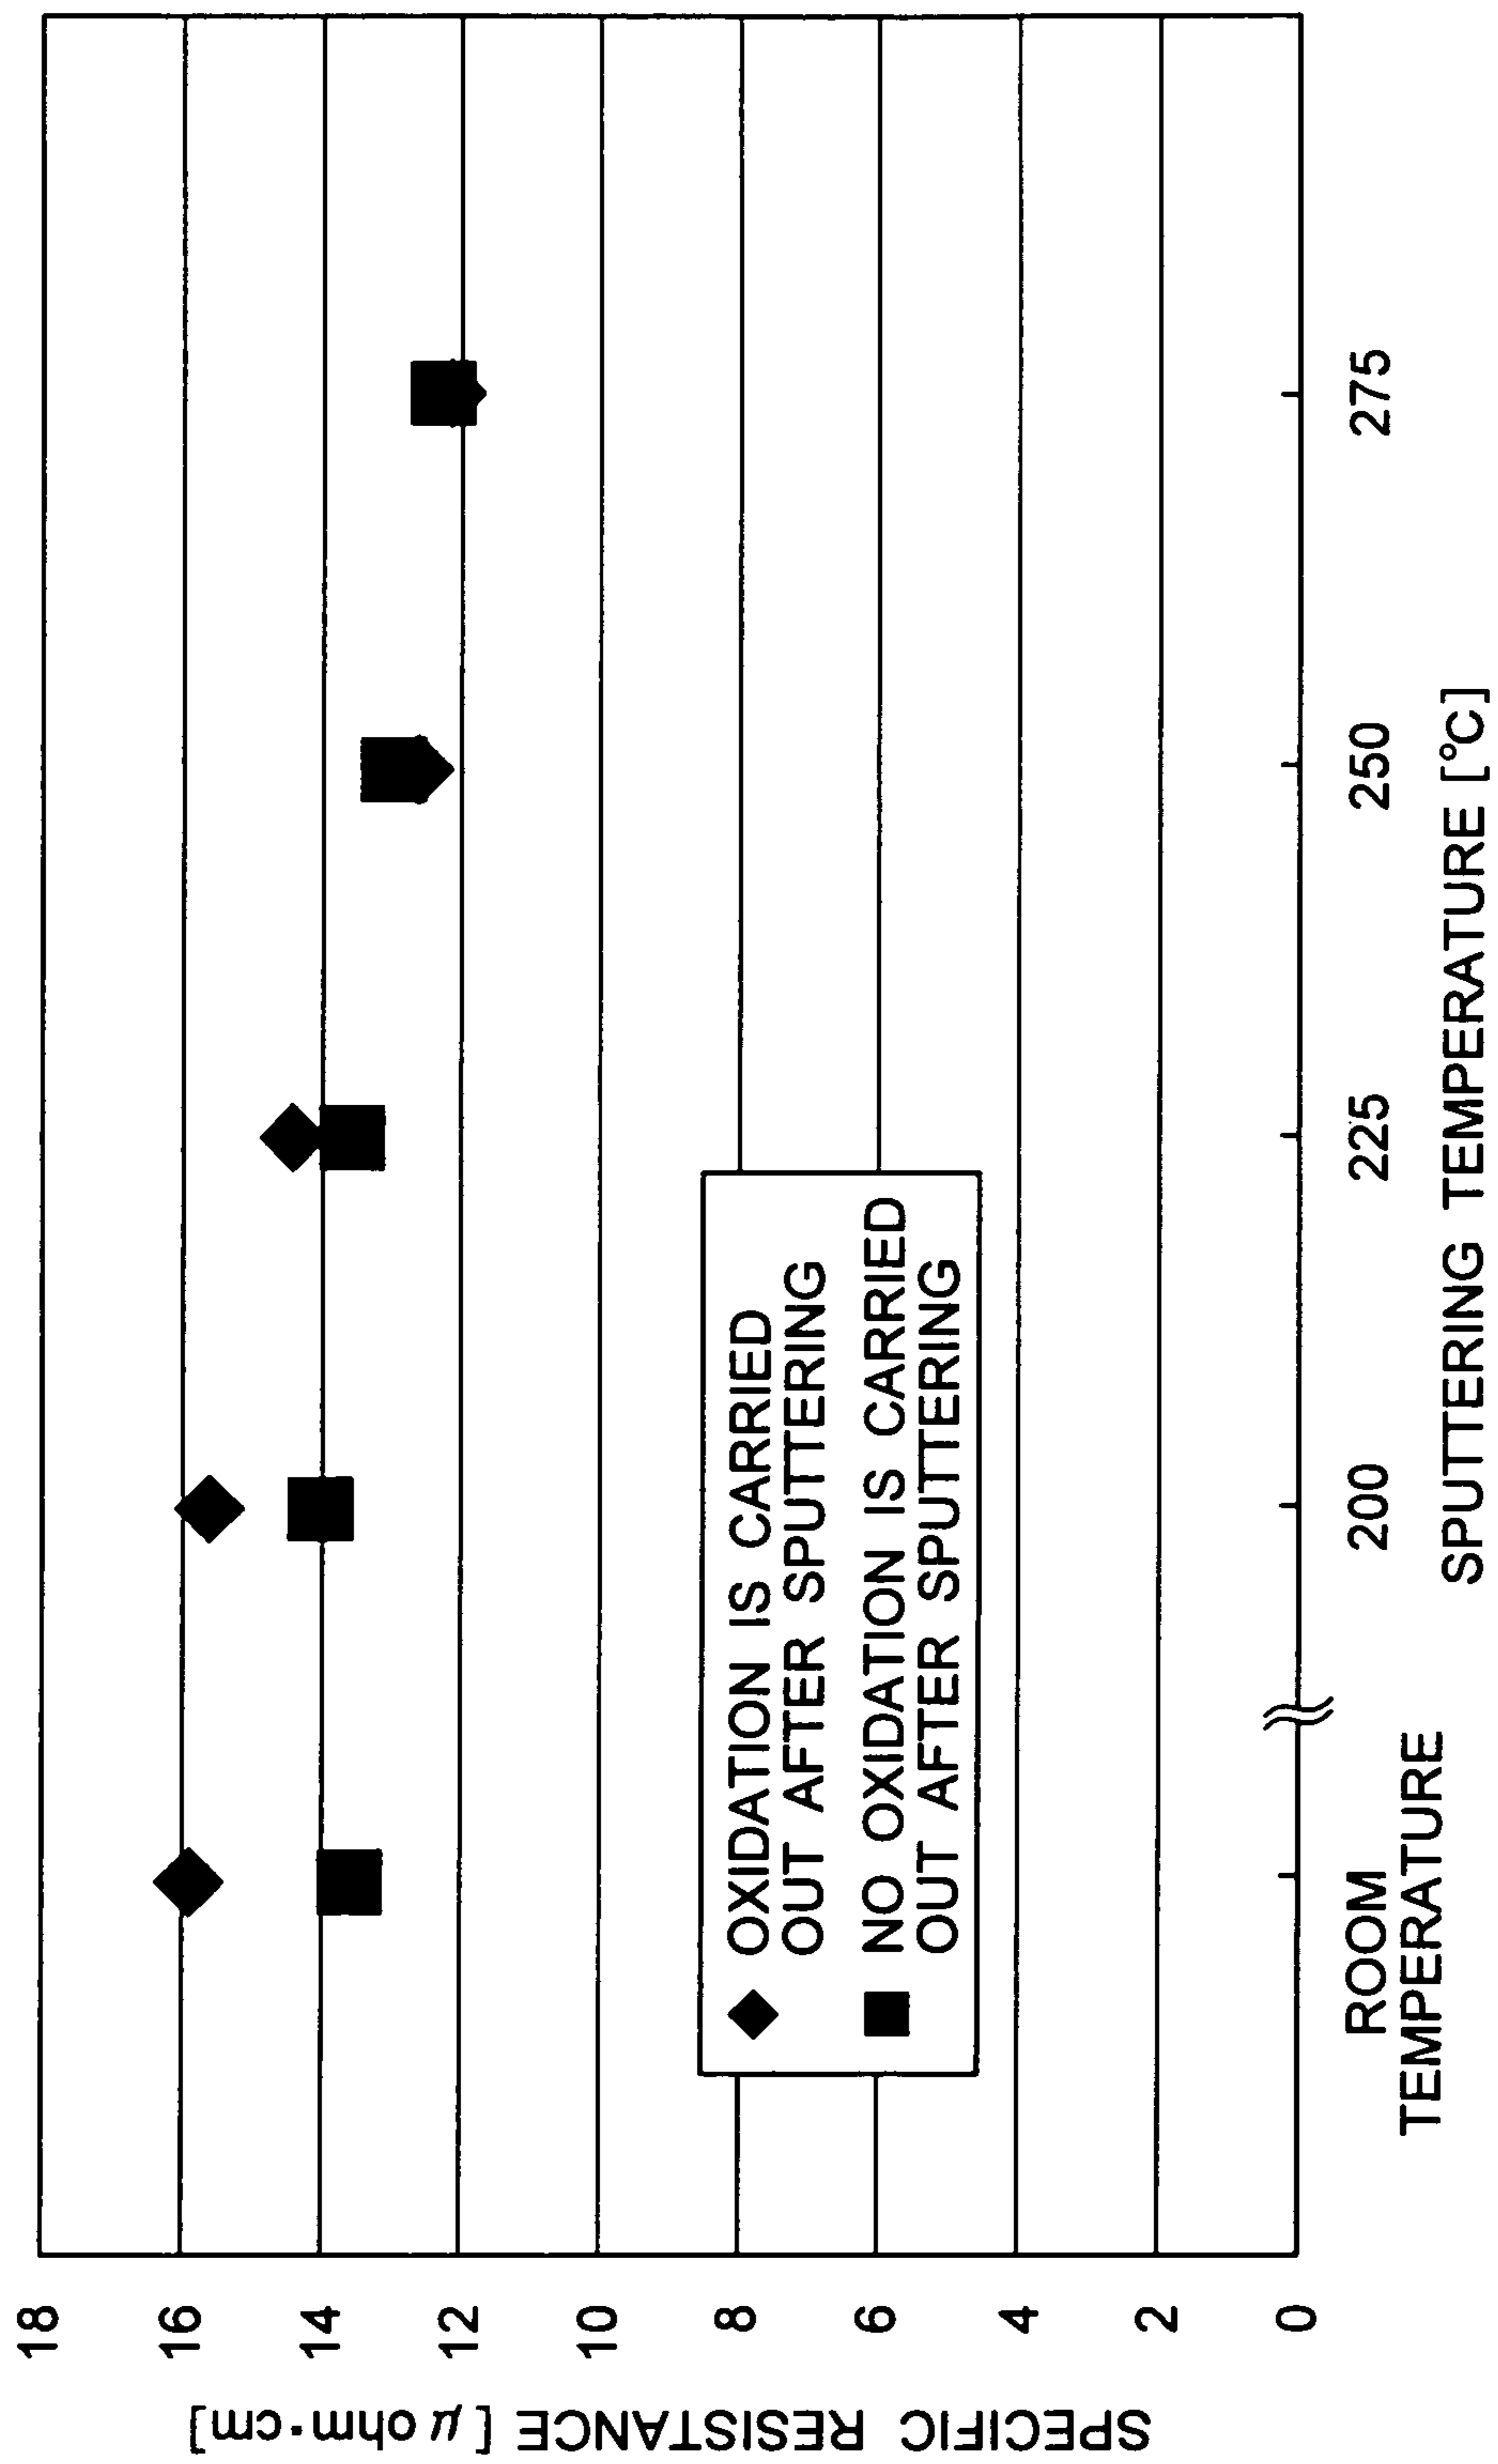 SPECIFIC RESISTANCE [μohm·cm]
18
16
14
12
10
8
6
4
2
0
◆ OXIDATION IS CARRIED
OUT AFTER SPUTTERING
■ NO OXIDATION IS CARRIED
OUT AFTER SPUTTERING
ROOM
TEMPERATURE
200
225
250
275
SPUTTERING TEMPERATURE [°C]